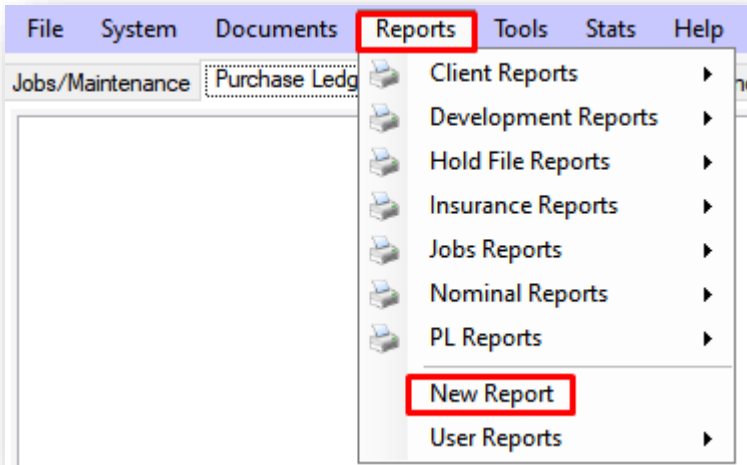 File System Documents Reports Tools Stats Help
Jobs/Maintenance Purchase Ledg
Client Reports
Development Reports
Hold File Reports
Insurance Reports
Jobs Reports
Nominal Reports
PL Reports
New Report
User Reports